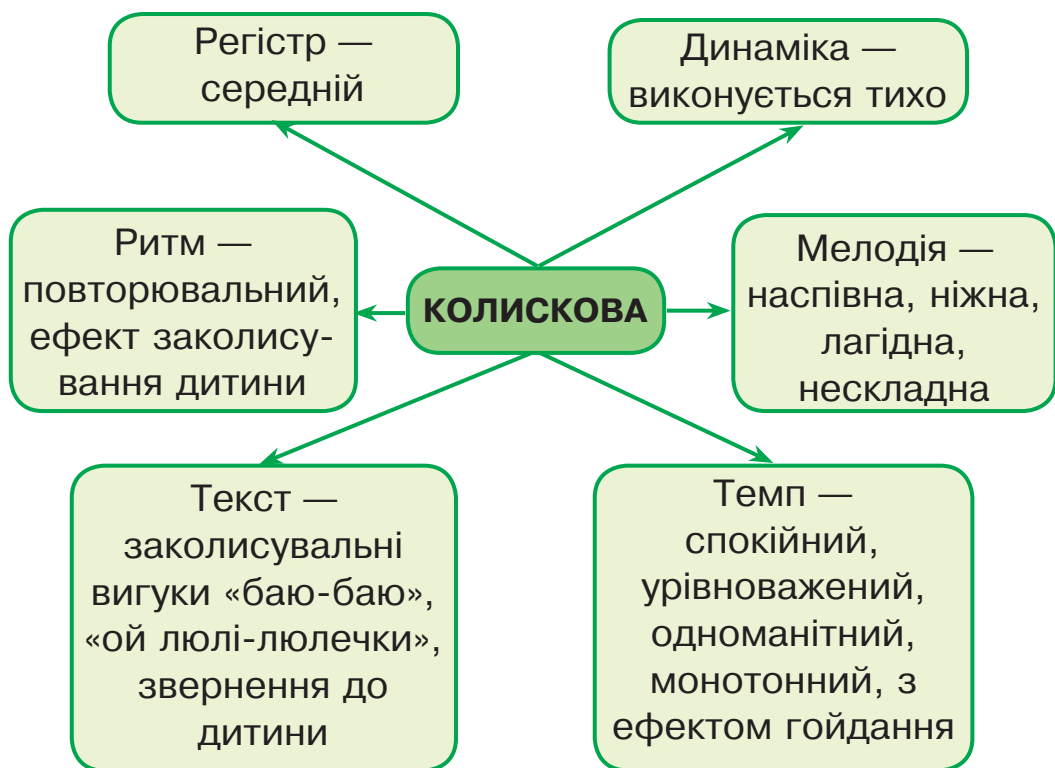 Регістр —
середній
Динаміка —
виконується тихо
Ритм —
повторювальний,
ефект заколису-
вання дитини
КОЛИСКОВА
Мелодія —
наспівна, ніжна,
лагідна,
нескладна
Текст —
заколисувальні
вигуки «баю-баю»,
«ой люлі-люлечки»,
звернення до
дитини
Темп —
спокійний,
урівноважений,
одноманітний,
монотонний, з
ефектом гойдання